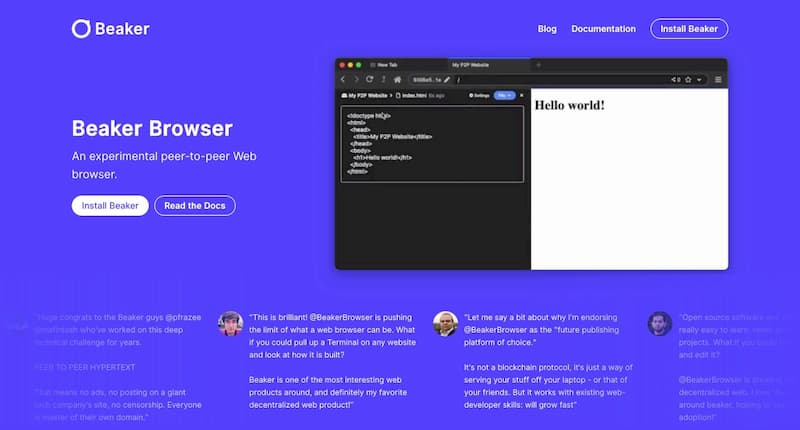 Beaker
Blog
Documentation
Install Beaker
New Tab
My P2P Website
My P2P Website
index.html
Settings
0
<!doctype html>
<html>
<head>
<title>My P2P Website</title>
</head>
<body>
<h1>Hello world!</h1>
</body>
</html>
Hello world!
Beaker Browser
An experimental peer-to-peer Web
browser.
Install Beaker
Read the Docs
"Huge congrats to the Beaker guys @pfrazee
who've worked on this deep
technical challenge for years.
PEER TO PEER HYPERTEXT
That means no ads, no posting on a giant
tech company's site, no censorship. Everyone
is master of their own domain."
"This is brilliant! @BeakerBrowser is pushing
the limit of what a web browser can be. What
if you could pull up a Terminal on any website
and look at how it is built?
Beaker is one of the most interesting web
products around, and definitely my favorite
decentralized web product!"
"Let me say a bit about why I'm endorsing
@BeakerBrowser as the "future publishing
platform of choice."
It's not a blockchain protocol, it's just a way of
serving your stuff off your laptop - or that of
your friends. But it works with existing web-
developer skills: will grow fast"
"Open source software
really easy to learn
projects. What if you could
and edit it?
@BeakerBrowser is
decentralized web.
around beaker, hoping to see
adoption!"